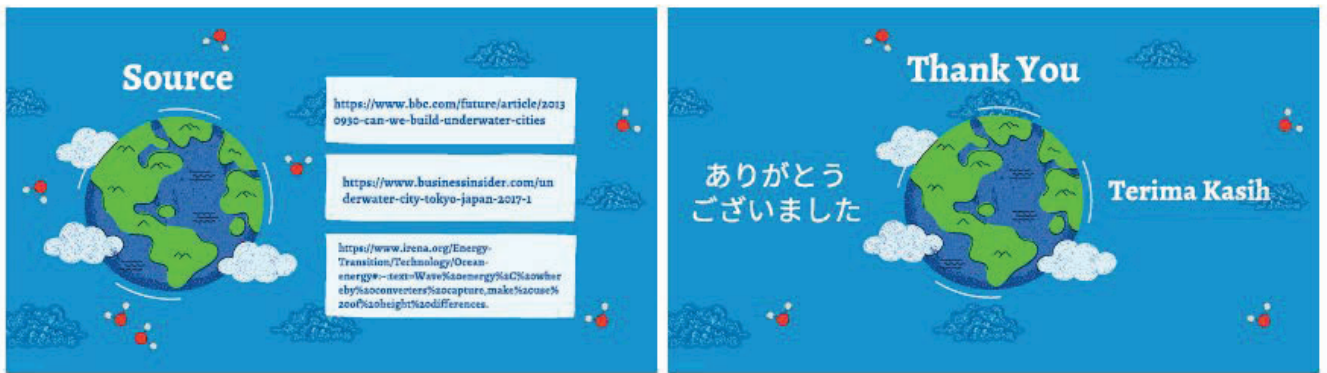 Source
https://www.bbc.com/future/article/2013
0930-can-we-build-underwater-cities
https://www.businessinsider.com/un
derwater-city-tokyo-japan-2017-1
https://www.irena.org/Energy-
Transition/Technology/Ocean-
energy#:~:text=Wave%20energy%2C%20wher
eby%20converters%20capture,make%20use%
20of%20height%20differences.
Thank You
ありがとう
ございました
Terima Kasih